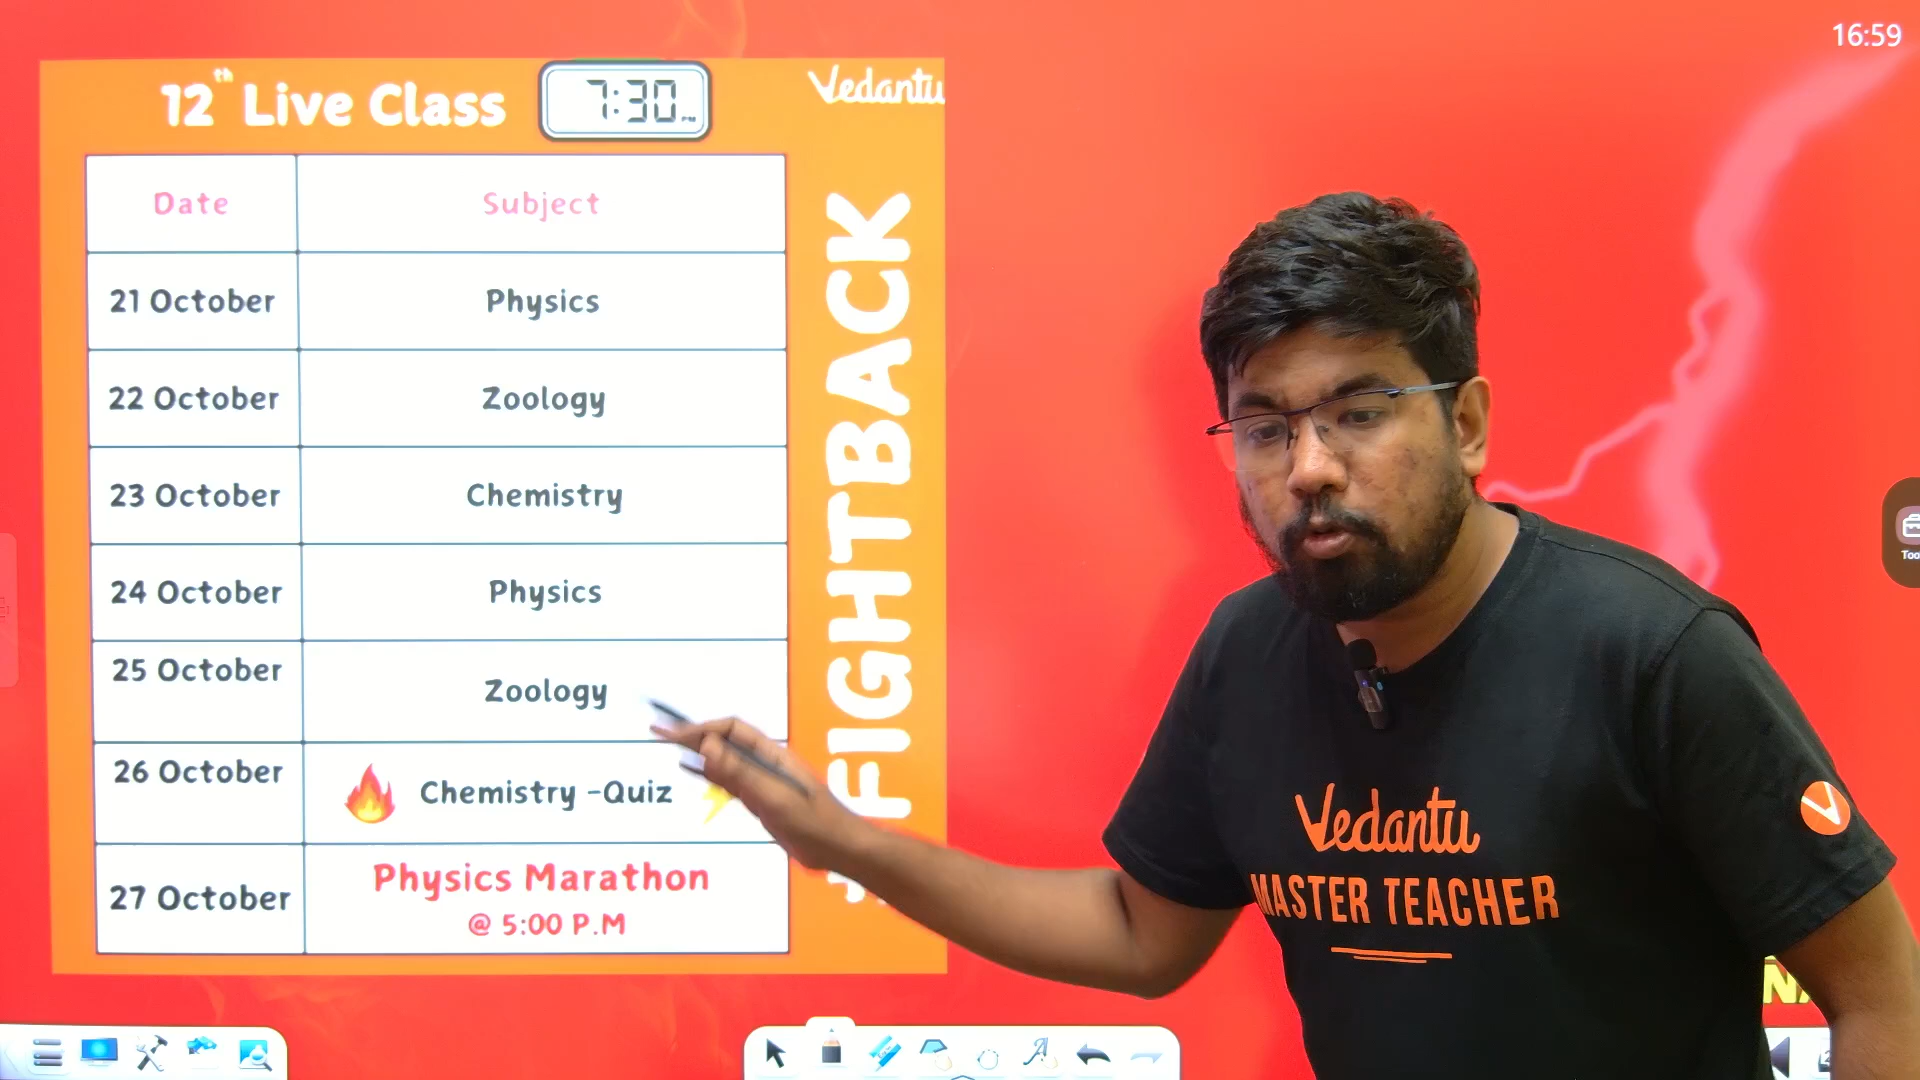 16:59
12th Live Class
7:30 PM
Vedantu
Date Subject
21 October Physics
22 October Zoology
23 October Chemistry
24 October Physics
25 October Zoology
26 October Chemistry -Quiz
27 October Physics Marathon
@ 5:00 P.M
FIGHTBACK
Vedantu
MASTER TEACHER
V